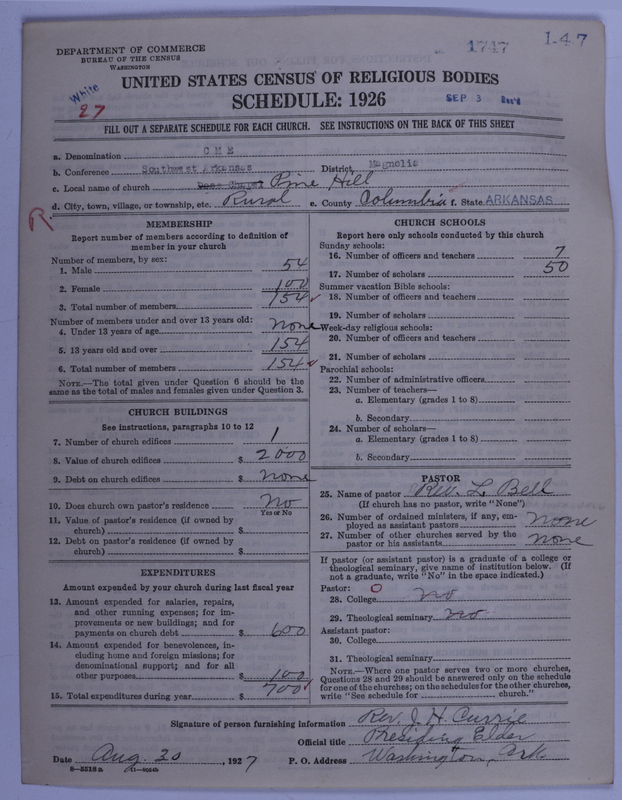 1747
1-47
DEPARTMENT OF COMMERCE
BUREAU OF THE CENSUS
WASHINGTON
White
27
UNITED STATES CENSUS OF RELIGIOUS BODIES
SCHEDULE: 1926
SEP 3 Rec'd
FILL OUT A SEPARATE SCHEDULE FOR EACH CHURCH. SEE INSTRUCTIONS ON THE BACK OF THIS SHEET
a. Denomination C M E
b. Conference Southwest Arkansas District Magnolia
c. Local name of church Pine Hill
d. City, town, village, or township, etc. Rural e. County Columbia f. State ARKANSAS
R
MEMBERSHIP
Report number of members according to definition of
member in your church
Number of members, by sex:
1. Male 54
2. Female 100
3. Total number of members 154
Number of members under and over 13 years old:
4. Under 13 years of age None
5. 13 years old and over 154
6. Total number of members 154
NOTE.—The total given under Question 6 should be the
same as the total of males and females given under Question 3.
CHURCH BUILDINGS
See instructions, paragraphs 10 to 12
7. Number of church edifices 1
8. Value of church edifices $ 2000
9. Debt on church edifices $ None
10. Does church own pastor's residence No
Yes or No
11. Value of pastor's residence (if owned by
church) $
12. Debt on pastor's residence (if owned by
church) $
EXPENDITURES
Amount expended by your church during last fiscal year
13. Amount expended for salaries, repairs,
and other running expenses; for im-
provements or new buildings; and for
payments on church debt $ 600
14. Amount expended for benevolences, in-
cluding home and foreign missions; for
denominational support; and for all
other purposes $ 100
15. Total expenditures during year $ 700
CHURCH SCHOOLS
Report here only schools conducted by this church
Sunday schools:
16. Number of officers and teachers 7
17. Number of scholars 50
Summer vacation Bible schools:
18. Number of officers and teachers
19. Number of scholars
Week-day religious schools:
20. Number of officers and teachers
21. Number of scholars
Parochial schools:
22. Number of administrative officers
23. Number of teachers—
a. Elementary (grades 1 to 8)
b. Secondary
24. Number of scholars—
a. Elementary (grades 1 to 8)
b. Secondary
PASTOR
25. Name of pastor Rev. L. Bell
(If church has no pastor, write "None")
26. Number of ordained ministers, if any, em-
ployed as assistant pastors None
27. Number of other churches served by the
pastor or his assistants None
If pastor (or assistant pastor) is a graduate of a college or
theological seminary, give name of institution below. (If
not a graduate, write "No" in the space indicated.)
Pastor: O
28. College No
29. Theological seminary No
Assistant pastor:
30. College
31. Theological seminary
NOTE.—Where one pastor serves two or more churches,
Questions 28 and 29 should be answered only on the schedule
for one of the churches; on the schedules for the other churches,
write "See schedule for church."
Signature of person furnishing information Rev. J. H. Currie
Official title Presiding Elder
Date Aug. 20, 1927 P. O. Address Washington, Ark.
8—5518 a